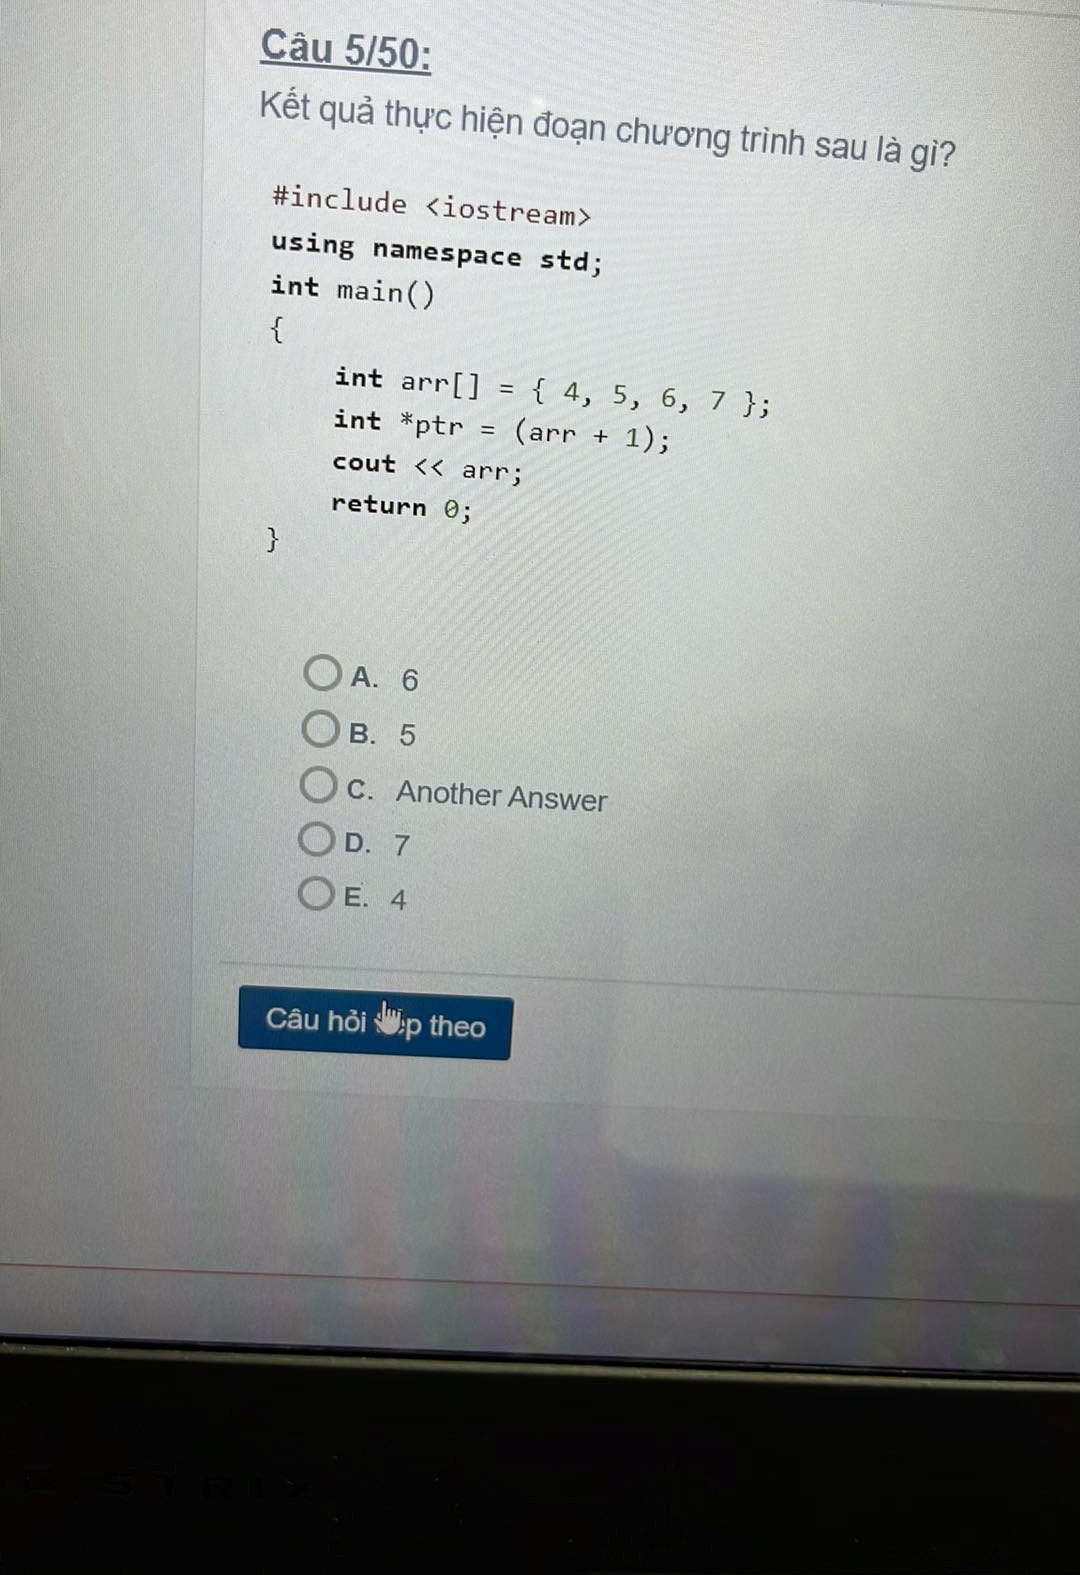 Câu 5/50:
Kết quả thực hiện đoạn chương trình sau là gì?
#include <iostream>
using namespace std;
int main()
{
int arr[] = { 4, 5, 6, 7 };
int *ptr = (arr + 1);
cout << arr;
return 0;
}
A. 6
B. 5
C. Another Answer
D. 7
E. 4
Câu hỏi theo